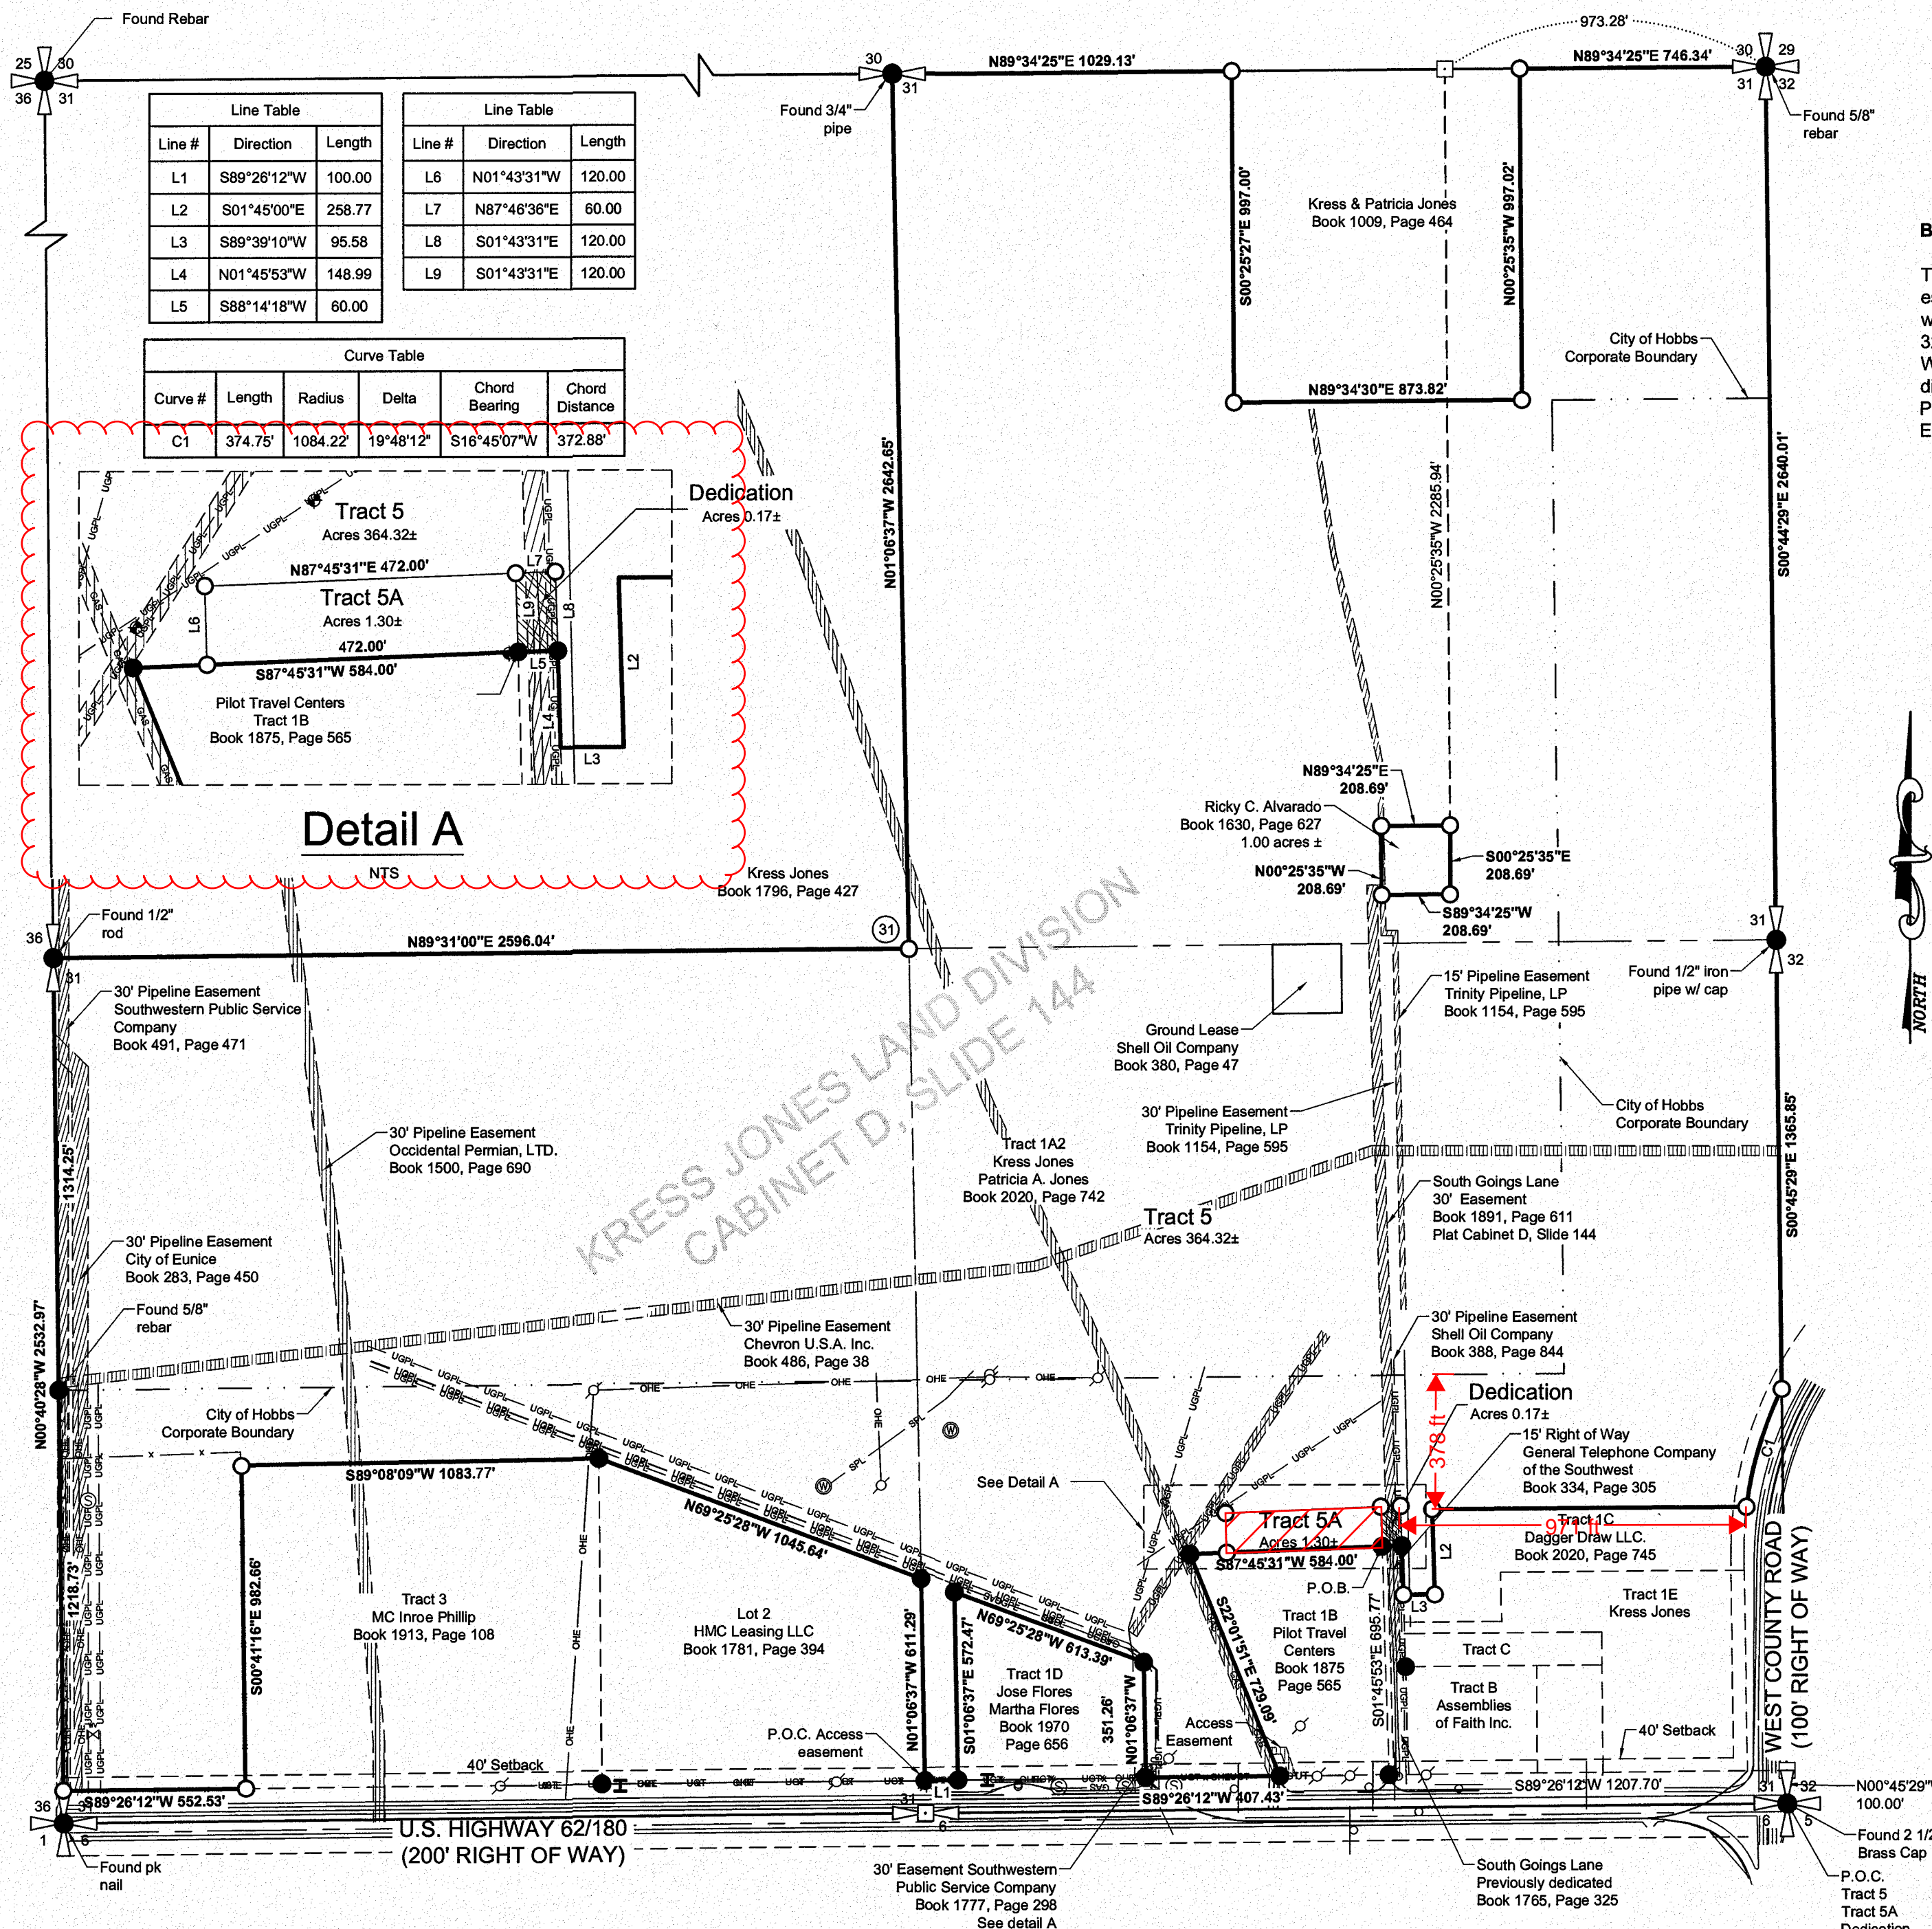 Found Rebar
25
30
36
31
30
31
Found 3/4"
pipe
N89°34'25"E 1029.13'
973.28'
N89°34'25"E 746.34'
30
29
31
32
Found 5/8"
rebar
Line Table
Line # Direction Length
L1 S89°26'12"W 100.00
L2 S01°45'00"E 258.77
L3 S89°39'10"W 95.58
L4 N01°45'53"W 148.99
L5 S88°14'18"W 60.00
Line Table
Line # Direction Length
L6 N01°43'31"W 120.00
L7 N87°46'36"E 60.00
L8 S01°43'31"E 120.00
L9 S01°43'31"E 120.00
Curve Table
Curve # Length Radius Delta Chord Bearing Chord Distance
C1 374.75' 1084.22' 19°48'12" S16°45'07"W 372.88'
Kress & Patricia Jones
Book 1009, Page 464
S00°25'27"E 997.00'
N00°25'35"W 997.02'
N89°34'30"E 873.82'
N00°25'35"W 2285.94'
City of Hobbs
Corporate Boundary
S00°44'29"E 2640.01'
N01°06'37"W 2642.65'
Tract 5
Acres 364.32±
Dedication
Acres 0.17±
N87°45'31"E 472.00'
L7
Tract 5A
Acres 1.30±
L6
L9
L8
472.00'
S87°45'31"W 584.00'
L5
L2
L4
L3
UGPL
GAS
Pilot Travel Centers
Tract 1B
Book 1875, Page 565
Detail A
NTS
Kress Jones
Book 1796, Page 427
N89°34'25"E
208.69'
Ricky C. Alvarado
Book 1630, Page 627
1.00 acres ±
N00°25'35"W
208.69'
S00°25'35"E
208.69'
S89°34'25"W
208.69'
NORTH
Found 1/2"
rod
36
31
N89°31'00"E 2596.04'
31
31
32
Found 1/2" iron
pipe w/ cap
30' Pipeline Easement
Southwestern Public Service
Company
Book 491, Page 471
KRESS JONES LAND DIVISION
CABINET D, SLIDE 144
Ground Lease
Shell Oil Company
Book 380, Page 47
15' Pipeline Easement
Trinity Pipeline, LP
Book 1154, Page 595
30' Pipeline Easement
Trinity Pipeline, LP
Book 1154, Page 595
City of Hobbs
Corporate Boundary
S00°45'29"E 1365.85'
1314.25'
30' Pipeline Easement
Occidental Permian, LTD.
Book 1500, Page 690
Tract 1A2
Kress Jones
Patricia A. Jones
Book 2020, Page 742
Tract 5
Acres 364.32±
South Goings Lane
30' Easement
Book 1891, Page 611
Plat Cabinet D, Slide 144
30' Pipeline Easement
City of Eunice
Book 283, Page 450
Found 5/8"
rebar
N00°40'28"W 2532.97'
30' Pipeline Easement
Chevron U.S.A. Inc.
Book 486, Page 38
30' Pipeline Easement
Shell Oil Company
Book 388, Page 844
OHE
SPL
City of Hobbs
Corporate Boundary
378 ft
Dedication
Acres 0.17±
15' Right of Way
General Telephone Company
of the Southwest
Book 334, Page 305
C1
S89°08'09"W 1083.77'
N69°25'28"W 1045.64'
See Detail A
Tract 5A
Acres 1.30±
S87°45'31"W 584.00'
971 ft
Tract 1C
Dagger Draw LLC.
Book 2020, Page 745
L2
P.O.B.
L3
Tract 1E
Kress Jones
WEST COUNTY ROAD
(100' RIGHT OF WAY)
1218.73'
S00°41'16"E 982.66'
Tract 3
MC Inroe Phillip
Book 1913, Page 108
Lot 2
HMC Leasing LLC
Book 1781, Page 394
N01°06'37"W 611.29'
S01°06'37"E 572.47'
N69°25'28"W 613.39'
Tract 1D
Jose Flores
Martha Flores
Book 1970
Page 656
351.26'
N01°06'37"W
S22°01'51"E 729.09'
Tract 1B
Pilot Travel
Centers
Book 1875
Page 565
S01°45'53"E 695.77'
Tract C
Tract B
Assemblies
of Faith Inc.
Access
Easement
40' Setback
P.O.C. Access
easement
40' Setback
S89°26'12"W 552.53'
L1
S89°26'12"W 407.43'
S89°26'12"W 1207.70'
36
1
6
31
6
31
32
6
5
N00°45'29"
100.00'
U.S. HIGHWAY 62/180
(200' RIGHT OF WAY)
Found pk
nail
30' Easement Southwestern
Public Service Company
Book 1777, Page 298
See detail A
South Goings Lane
Previously dedicated
Book 1765, Page 325
Found 2 1/2
Brass Cap
P.O.C.
Tract 5
Tract 5A